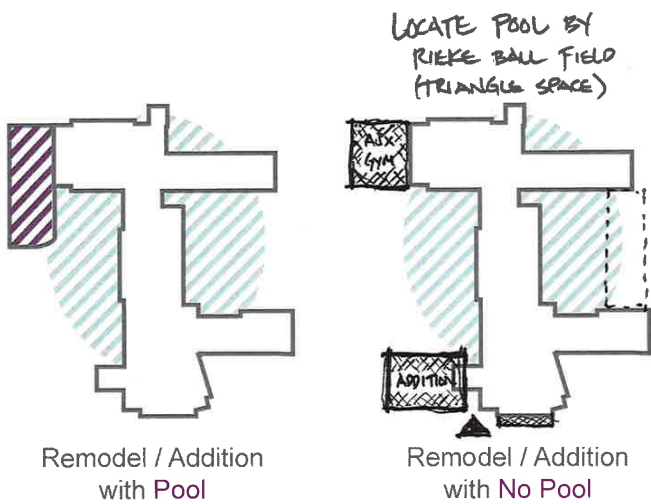 LOCATE POOL BY
RIEKE BALL FIELD
(TRIANGLE SPACE)
AUX
GYM
ADDITION
Remodel / Addition
with Pool
Remodel / Addition
with No Pool